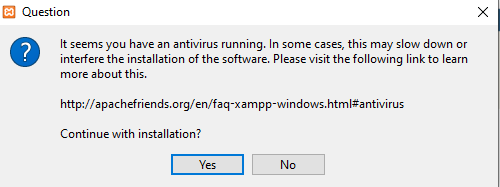 Question
It seems you have an antivirus running. In some cases, this may slow down or
interfere the installation of the software. Please visit the following link to learn
more about this.
http://apachefriends.org/en/faq-xampp-windows.html#antivirus
Continue with installation?
Yes No